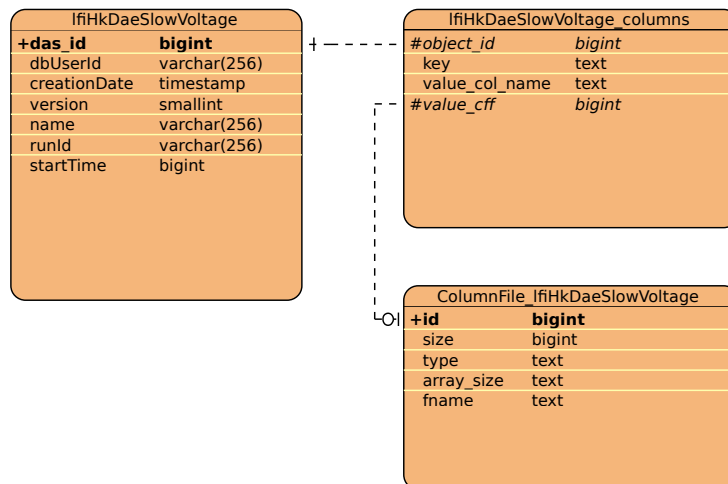 lfiHkDaeSlowVoltage
+das_id bigint
dbUserId varchar(256)
creationDate timestamp
version smallint
name varchar(256)
runId varchar(256)
startTime bigint
lfiHkDaeSlowVoltage_columns
#object_id bigint
key text
value_col_name text
#value_cff bigint
ColumnFile_lfiHkDaeSlowVoltage
+id bigint
size bigint
type text
array_size text
fname text